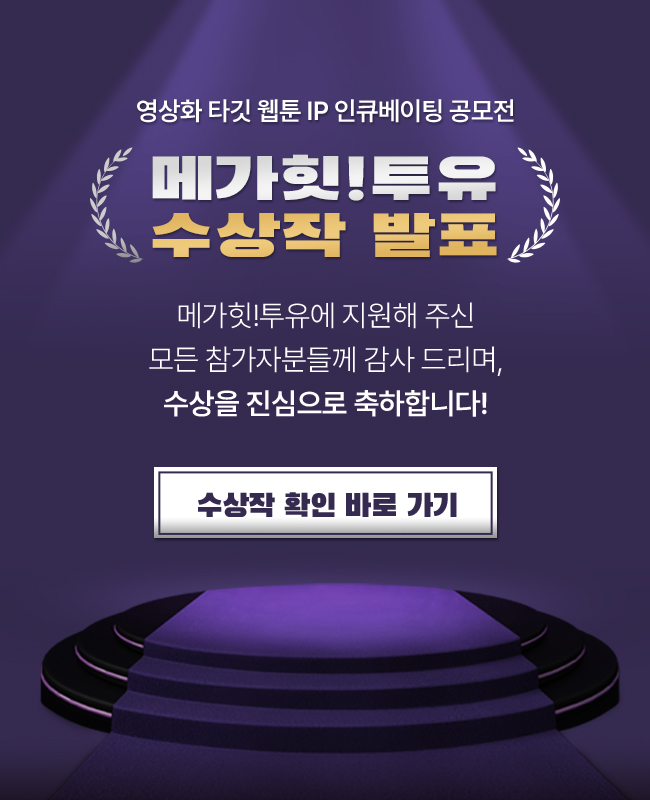 영상화 타깃 웹툰 IP 인큐베이팅 공모전
메가힛!투유
수상작 발표
메가힛!투유에 지원해 주신
모든 참가자분들께 감사 드리며,
수상을 진심으로 축하합니다!
수상작 확인 바로 가기